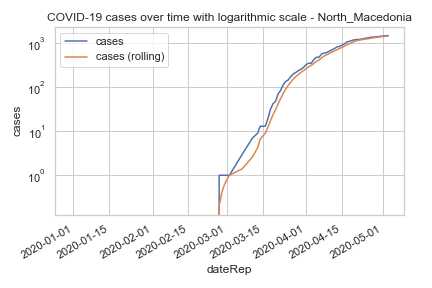 COVID-19 cases over time with logarithmic scale - North_Macedonia
cases
cases (rolling)
10³
10²
10¹
10⁰
cases
2020-01-01
2020-01-15
2020-02-01
2020-02-15
2020-03-01
2020-03-15
2020-04-01
2020-04-15
2020-05-01
dateRep